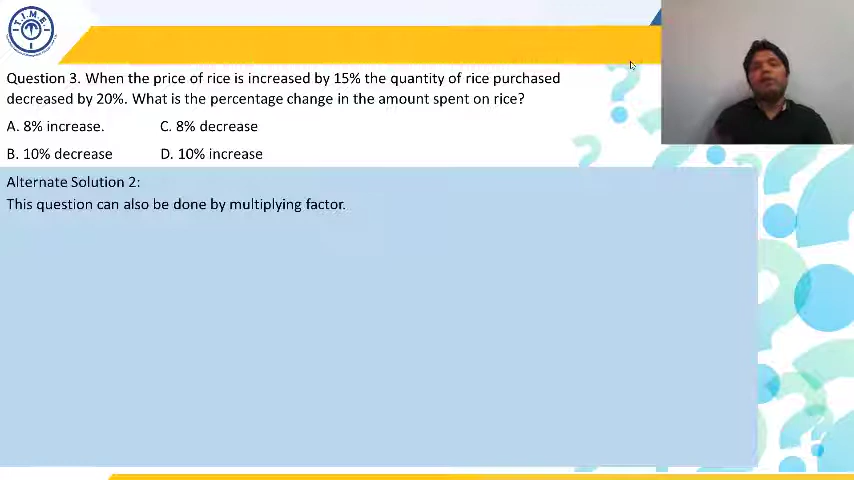 T.I.M.E.
Question 3. When the price of rice is increased by 15% the quantity of rice purchased
decreased by 20%. What is the percentage change in the amount spent on rice?
A. 8% increase. C. 8% decrease
B. 10% decrease D. 10% increase
Alternate Solution 2:
This question can also be done by multiplying factor.